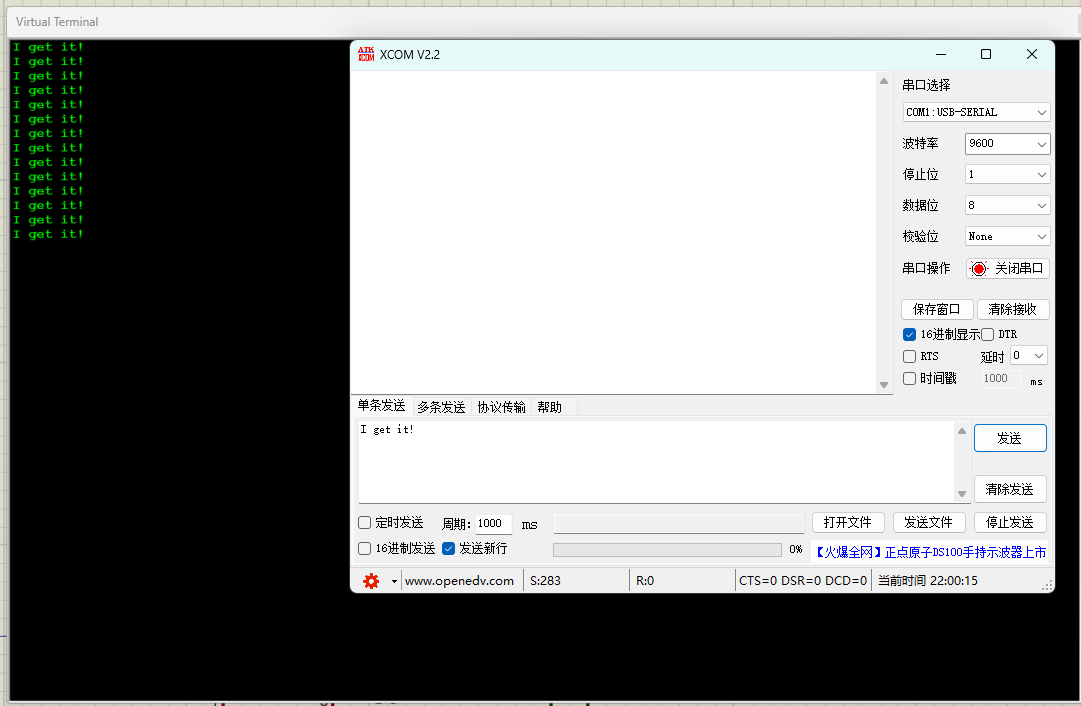 Virtual Terminal
I get it!
I get it!
I get it!
I get it!
I get it!
I get it!
I get it!
I get it!
I get it!
I get it!
I get it!
I get it!
I get it!
I get it!
ATK XCOM
XCOM V2.2
串口选择
COM1:USB-SERIAL
波特率 9600
停止位 1
数据位 8
校验位 None
串口操作 关闭串口
保存窗口 清除接收
16进制显示 DTR
RTS 延时 0
时间戳 1000 ms
单条发送 多条发送 协议传输 帮助
I get it!
发送
清除发送
定时发送 周期: 1000 ms 打开文件 发送文件 停止发送
16进制发送 发送新行 0% 【火爆全网】正点原子DS100手持示波器上市
www.openedv.com S:283 R:0 CTS=0 DSR=0 DCD=0 当前时间 22:00:15